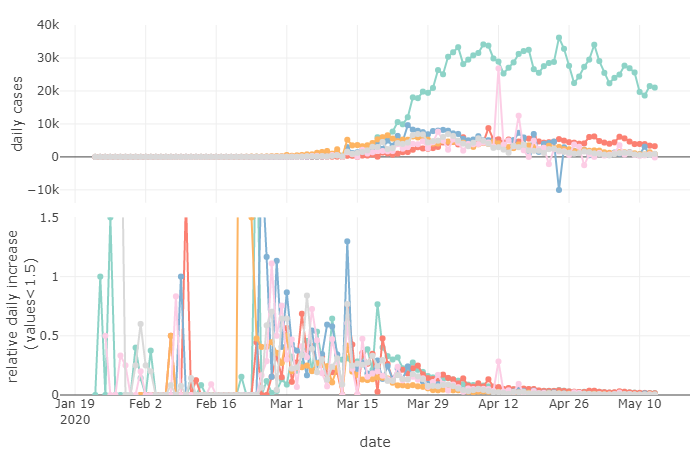 40k
30k
20k
10k
0
−10k
daily cases
1.5
1
0.5
0
relative daily increase
(values<1.5)
Jan 19
2020
Feb 2
Feb 16
Mar 1
Mar 15
Mar 29
Apr 12
Apr 26
May 10
date